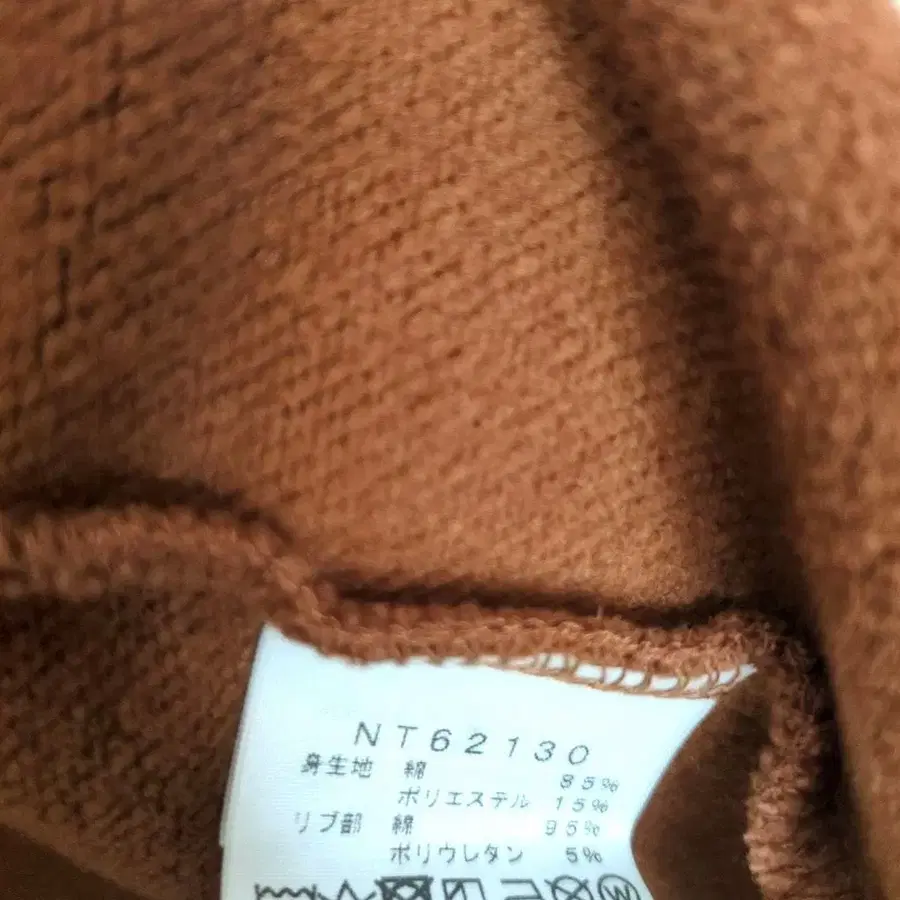 NT62130
身生地 綿 85%
ポリエステル 15%
リブ部 綿 95%
ポリウレタン 5%
W